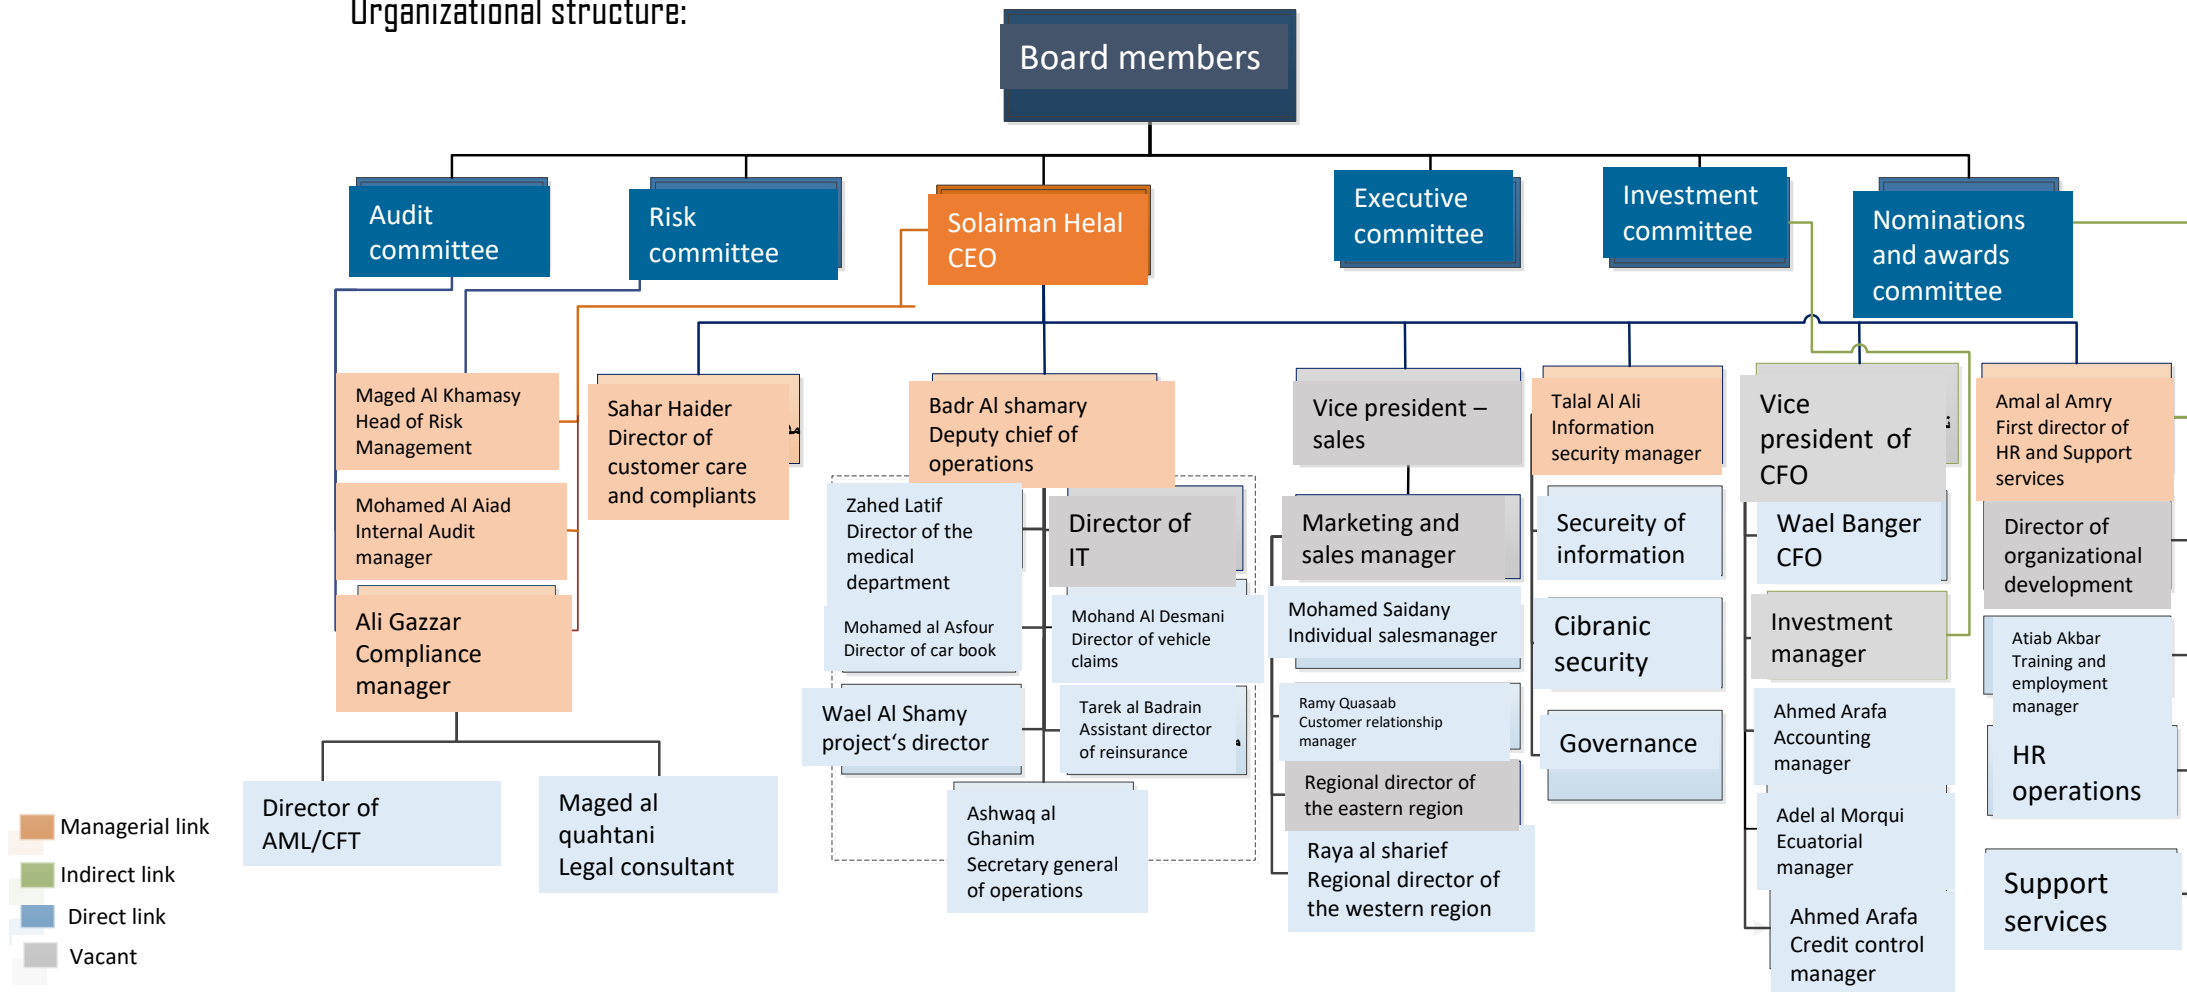 Organizational structure:
Board members
Audit
committee
Risk
committee
Solaiman Helal
CEO
Executive
committee
Investment
committee
Nominations
and awards
committee
Maged Al Khamasy
Head of Risk
Management
Mohamed Al Aiad
Internal Audit
manager
Ali Gazzar
Compliance
manager
Director of
AML/CFT
Maged al
quahtani
Legal consultant
Sahar Haider
Director of
customer care
and compliants
Badr Al shamary
Deputy chief of
operations
Zahed Latif
Director of the
medical
department
Director of
IT
Mohamed al Asfour
Director of car book
Mohand Al Desmani
Director of vehicle
claims
Wael Al Shamy
project‘s director
Tarek al Badrain
Assistant director
of reinsurance
Ashwaq al
Ghanim
Secretary general
of operations
Vice president –
sales
Marketing and
sales manager
Mohamed Saidany
Individual salesmanager
Ramy Quasaab
Customer relationship
manager
Regional director of
the eastern region
Raya al sharief
Regional director of
the western region
Talal Al Ali
Information
security manager
Secureity of
information
Cibranic
security
Governance
Vice
president of
CFO
Wael Banger
CFO
Investment
manager
Ahmed Arafa
Accounting
manager
Adel al Morqui
Ecuatorial
manager
Ahmed Arafa
Credit control
manager
Amal al Amry
First director of
HR and Support
services
Director of
organizational
development
Atiab Akbar
Training and
employment
manager
HR
operations
Support
services
Managerial link
Indirect link
Direct link
Vacant